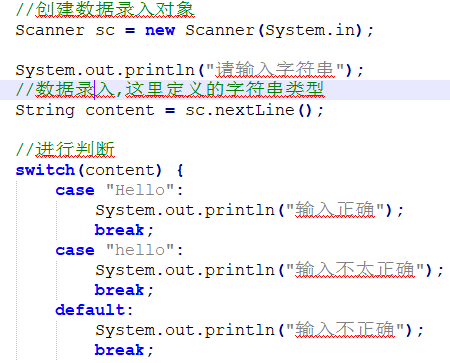 //创建数据录入对象
Scanner sc = new Scanner(System.in);
System.out.println("请输入字符串");
//数据录入,这里定义的字符串类型
String content = sc.nextLine();
//进行判断
switch(content) {
case "Hello":
System.out.println("输入正确");
break;
case "hello":
System.out.println("输入不太正确");
break;
default:
System.out.println("输入不正确");
break;